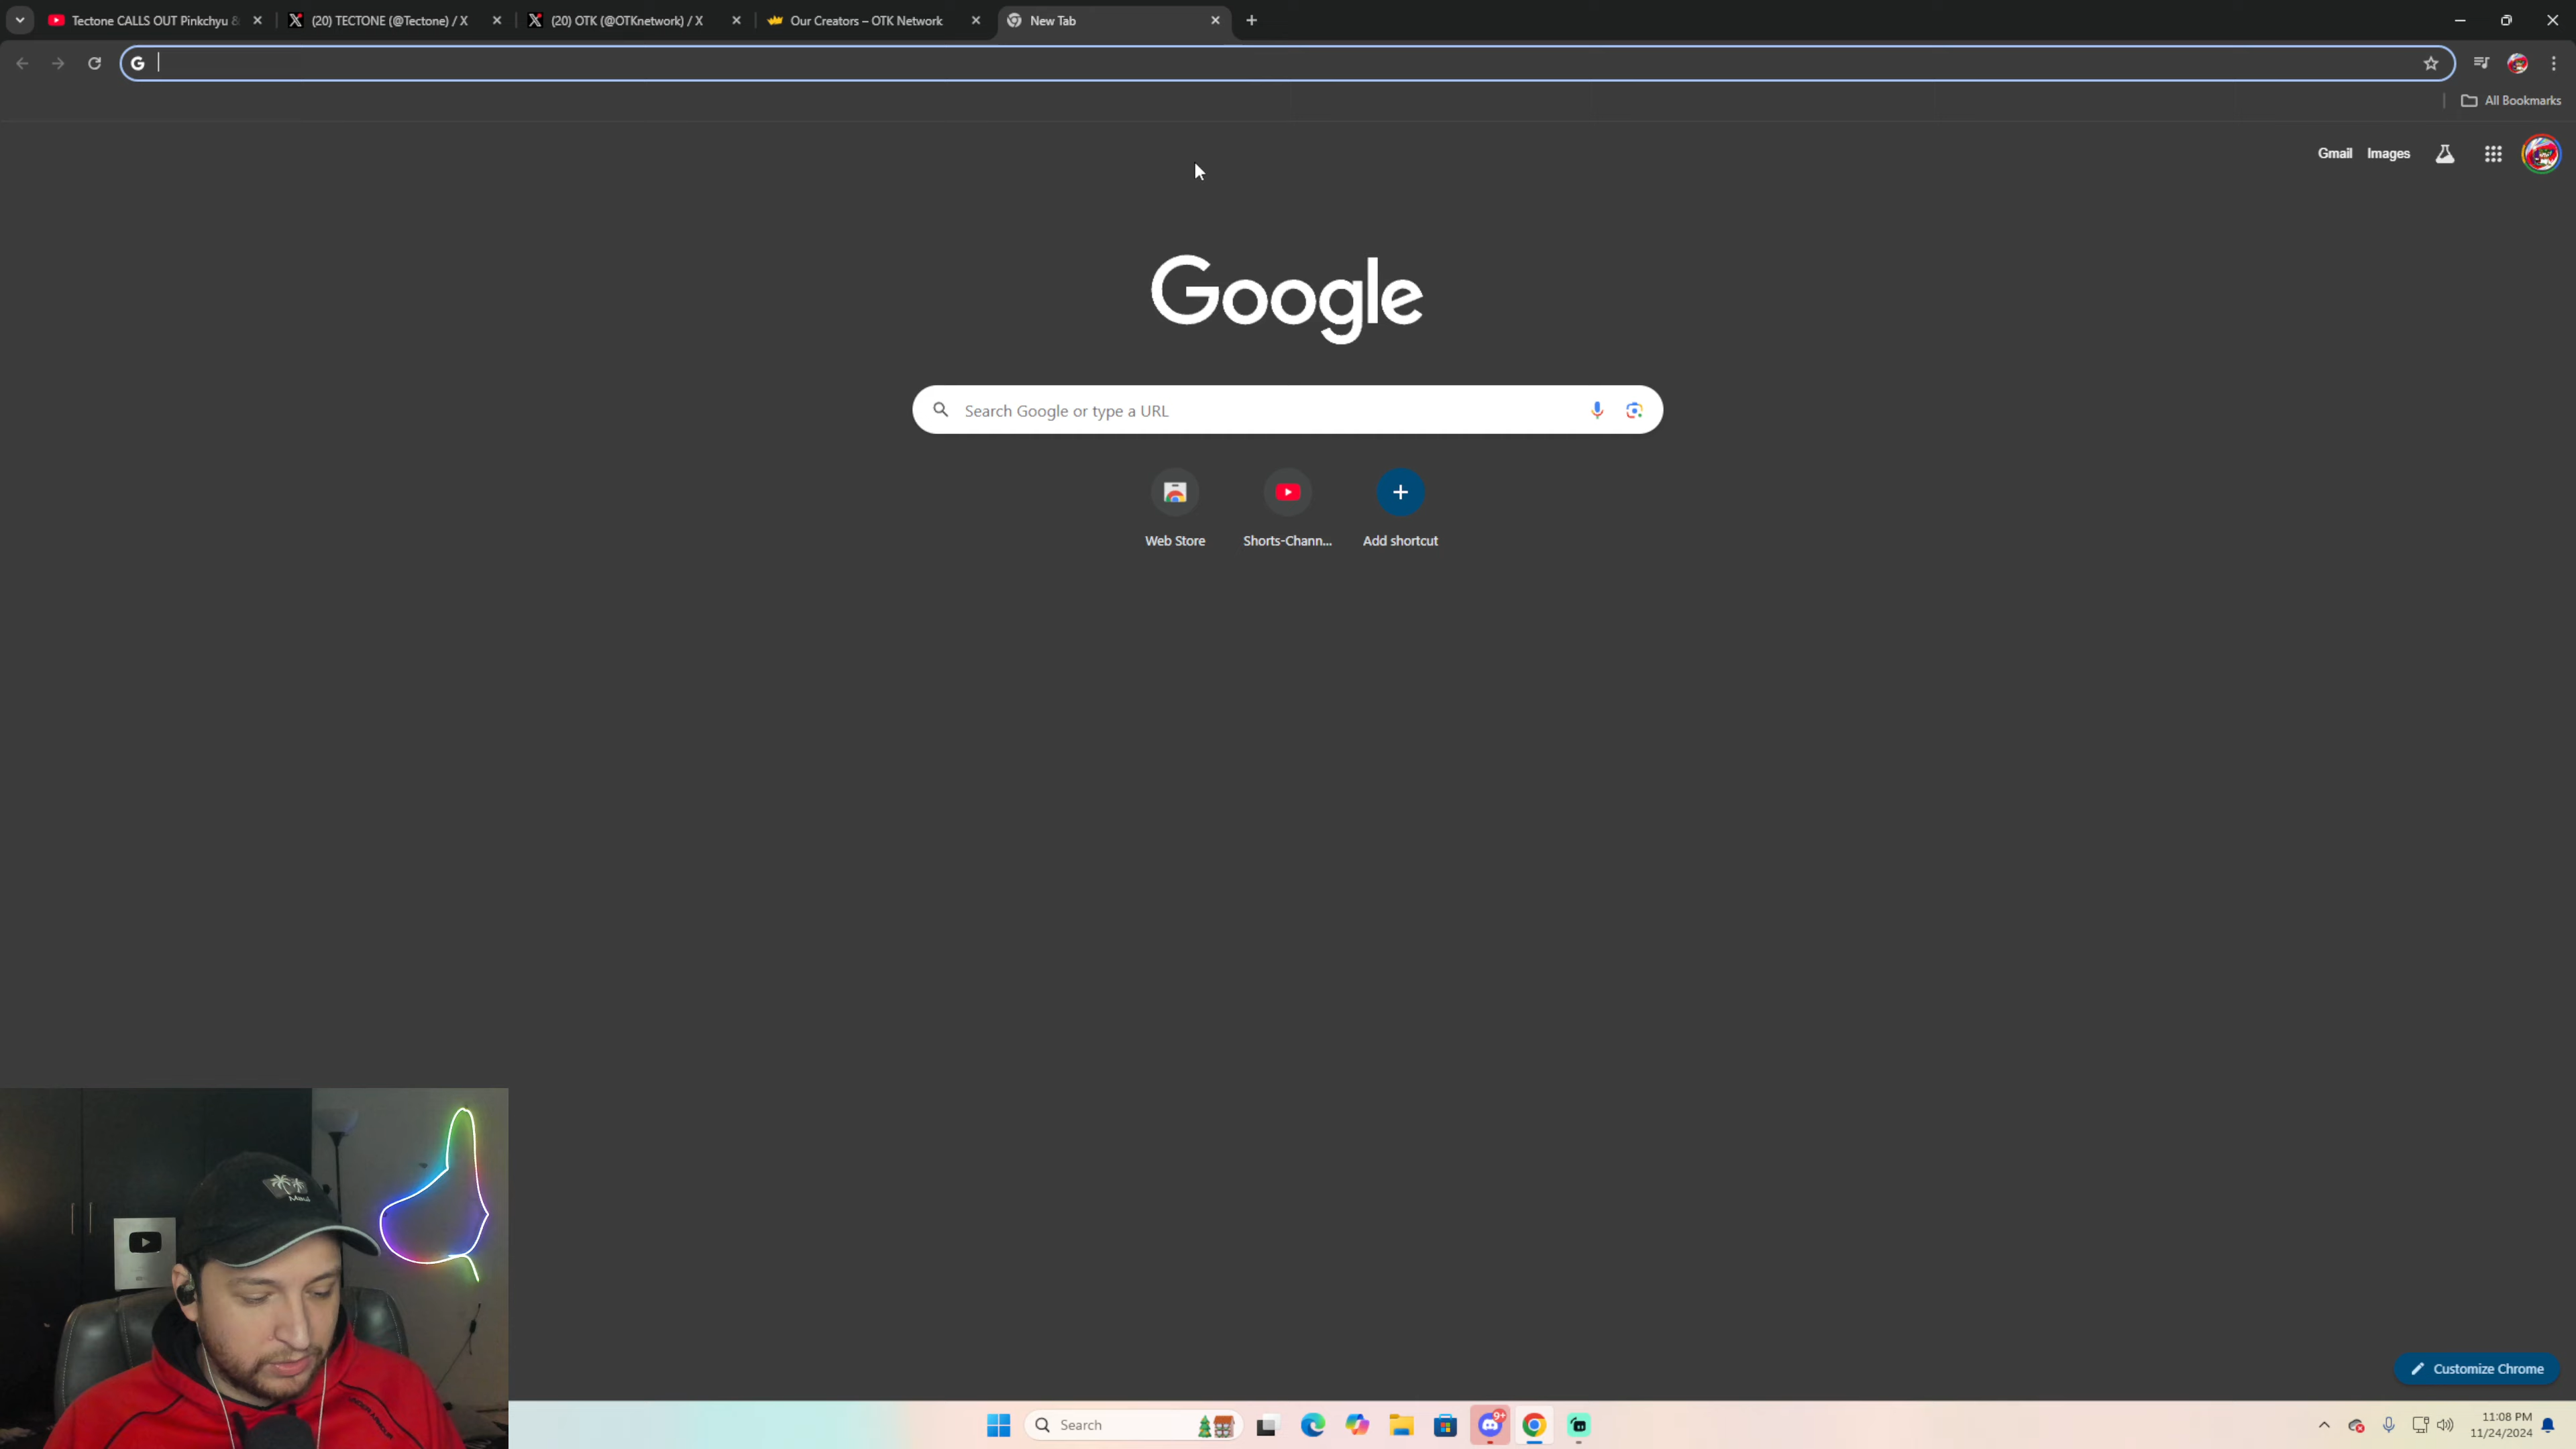 Tectone CALLS OUT Pinkchyu &
(20) TECTONE (@Tectone) / X
(20) OTK (@OTKnetwork) / X
Our Creators – OTK Network
New Tab
All Bookmarks
Gmail
Images
Google
Search Google or type a URL
Web Store
Shorts-Chann...
Add shortcut
Maui
Customize Chrome
Search
9+
11:08 PM
11/24/2024